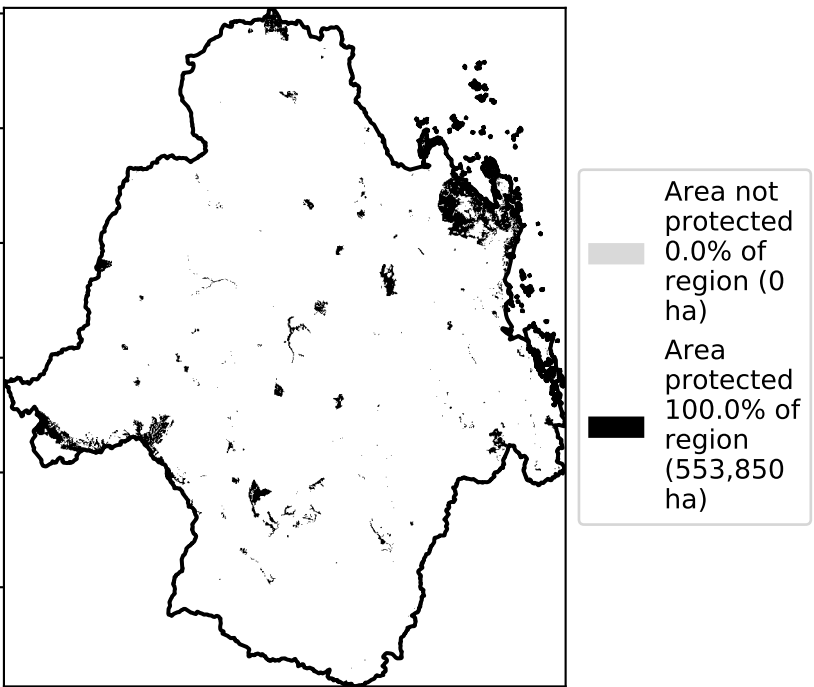 Area not
protected
0.0% of
region (0
ha)
Area
protected
100.0% of
region
(553,850
ha)